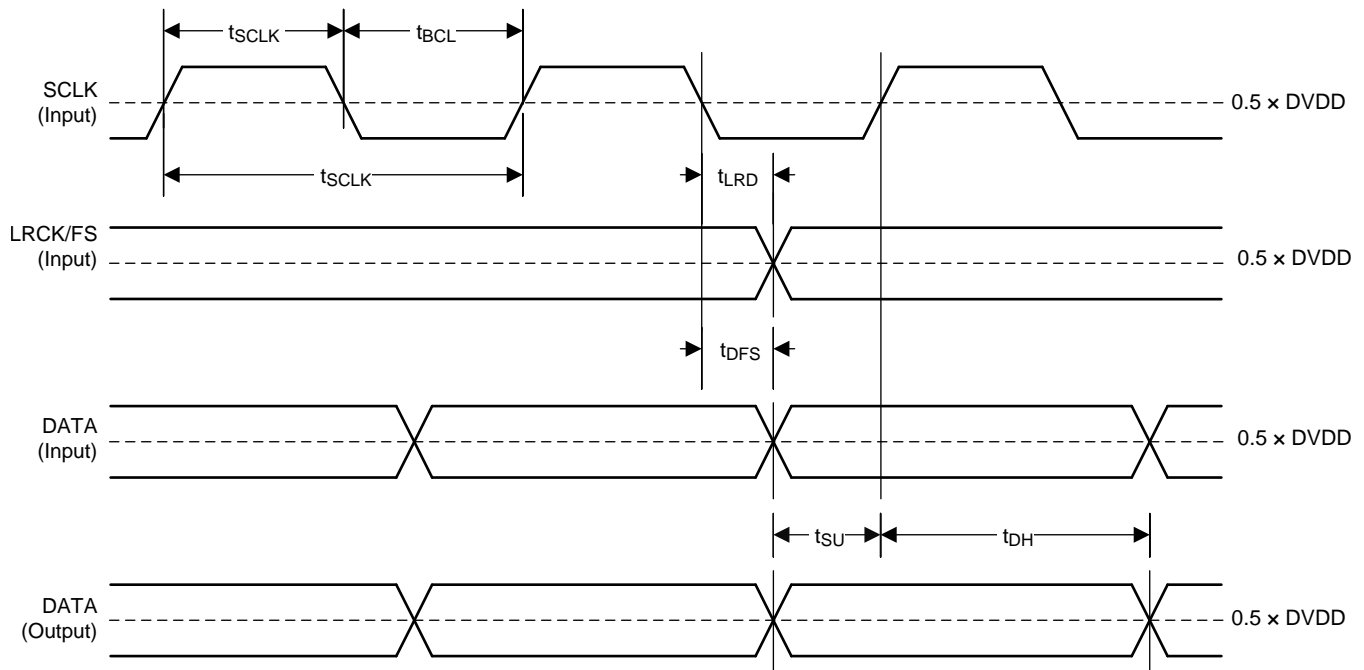 tSCLK
tBCL
SCLK
(Input)
0.5 × DVDD
tSCLK
tLRD
LRCK/FS
(Input)
0.5 × DVDD
tDFS
DATA
(Input)
0.5 × DVDD
tSU
tDH
DATA
(Output)
0.5 × DVDD